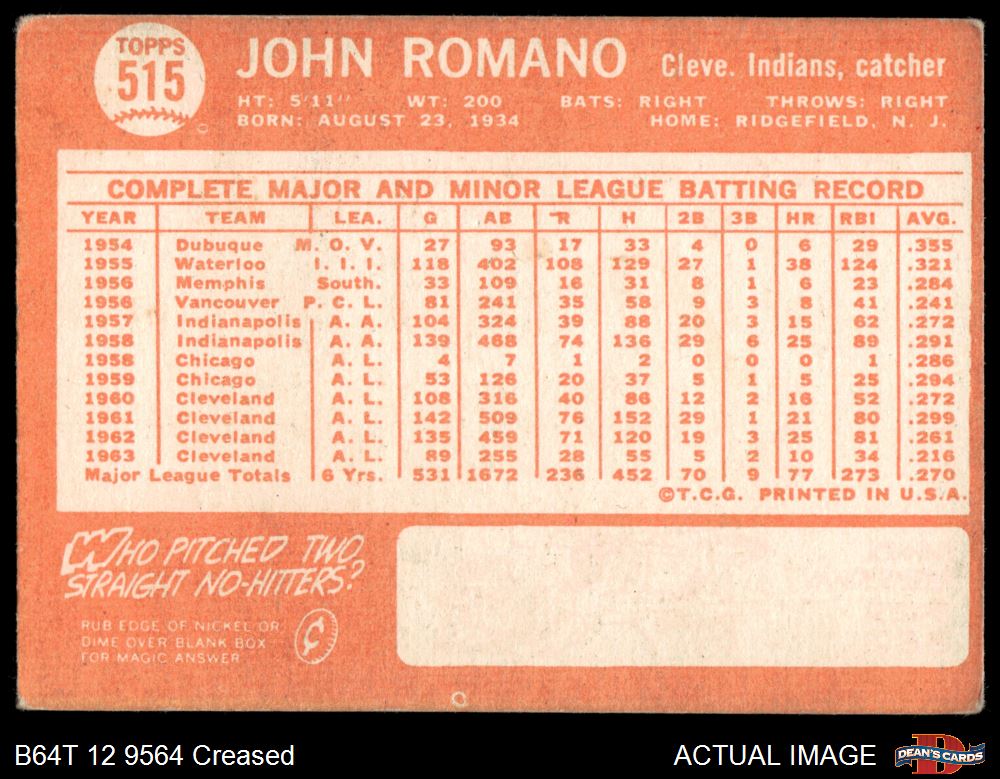 TOPPS
515
JOHN ROMANO Cleve. Indians, catcher
HT: 5'11" WT: 200 BATS: RIGHT THROWS: RIGHT
BORN: AUGUST 23, 1934 HOME: RIDGEFIELD, N. J.
COMPLETE MAJOR AND MINOR LEAGUE BATTING RECORD
YEAR TEAM LEA. G AB R H 2B 3B HR RBI AVG.
1954 Dubuque M. O. V. 27 93 17 33 4 0 6 29 .355
1955 Waterloo I. I. I. 118 402 108 129 27 1 38 124 .321
1956 Memphis South. 33 109 16 31 8 1 6 23 .284
1956 Vancouver P. C. L. 81 241 35 58 9 3 8 41 .241
1957 Indianapolis A. A. 104 324 39 88 20 3 15 62 .272
1958 Indianapolis A. A. 139 468 74 136 29 6 25 89 .291
1958 Chicago A. L. 4 7 1 2 0 0 0 1 .286
1959 Chicago A. L. 53 126 20 37 5 1 5 25 .294
1960 Cleveland A. L. 108 316 40 86 12 2 16 52 .272
1961 Cleveland A. L. 142 509 76 152 29 1 21 80 .299
1962 Cleveland A. L. 135 459 71 120 19 3 25 81 .261
1963 Cleveland A. L. 89 255 28 55 5 2 10 34 .216
Major League Totals 6 Yrs. 531 1672 236 452 70 9 77 273 .270
©T.C.G. PRINTED IN U.S.A.
WHO PITCHED TWO
STRAIGHT NO-HITTERS?
RUB EDGE OF NICKEL OR
DIME OVER BLANK BOX
FOR MAGIC ANSWER
¢
B64T 12 9564 Creased ACTUAL IMAGE DEAN'S CARDS